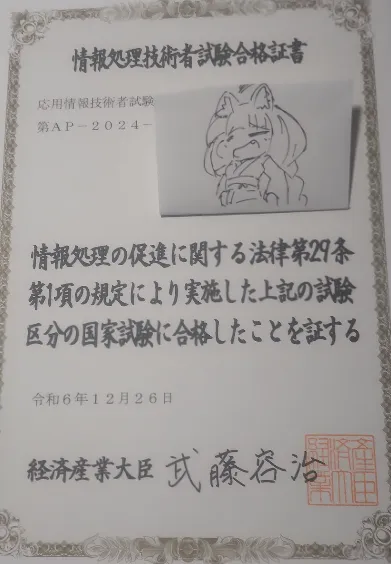 情報処理技術者試験合格証書
応用情報技術者試験
第AP-2024-
情報処理の促進に関する法律第29条
第1項の規定により実施した上記の試験
区分の国家試験に合格したことを証する
令和6年12月26日
経済産業大臣 武藤容治